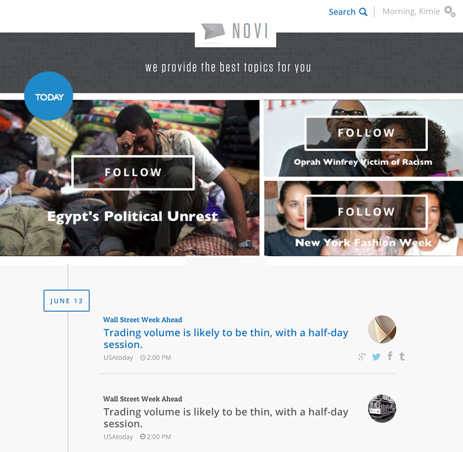 Search
Morning, Kimie
NOVI
we provide the best topics for you
TODAY
FOLLOW
Egypt's Political Unrest
FOLLOW
Oprah Winfrey Victim of Racism
FOLLOW
New York Fashion Week
JUNE 13
Wall Street Week Ahead
Trading volume is likely to be thin, with a half-day
session.
USAtoday 2:00 PM
Wall Street Week Ahead
Trading volume is likely to be thin, with a half-day
session.
USAtoday 2:00 PM